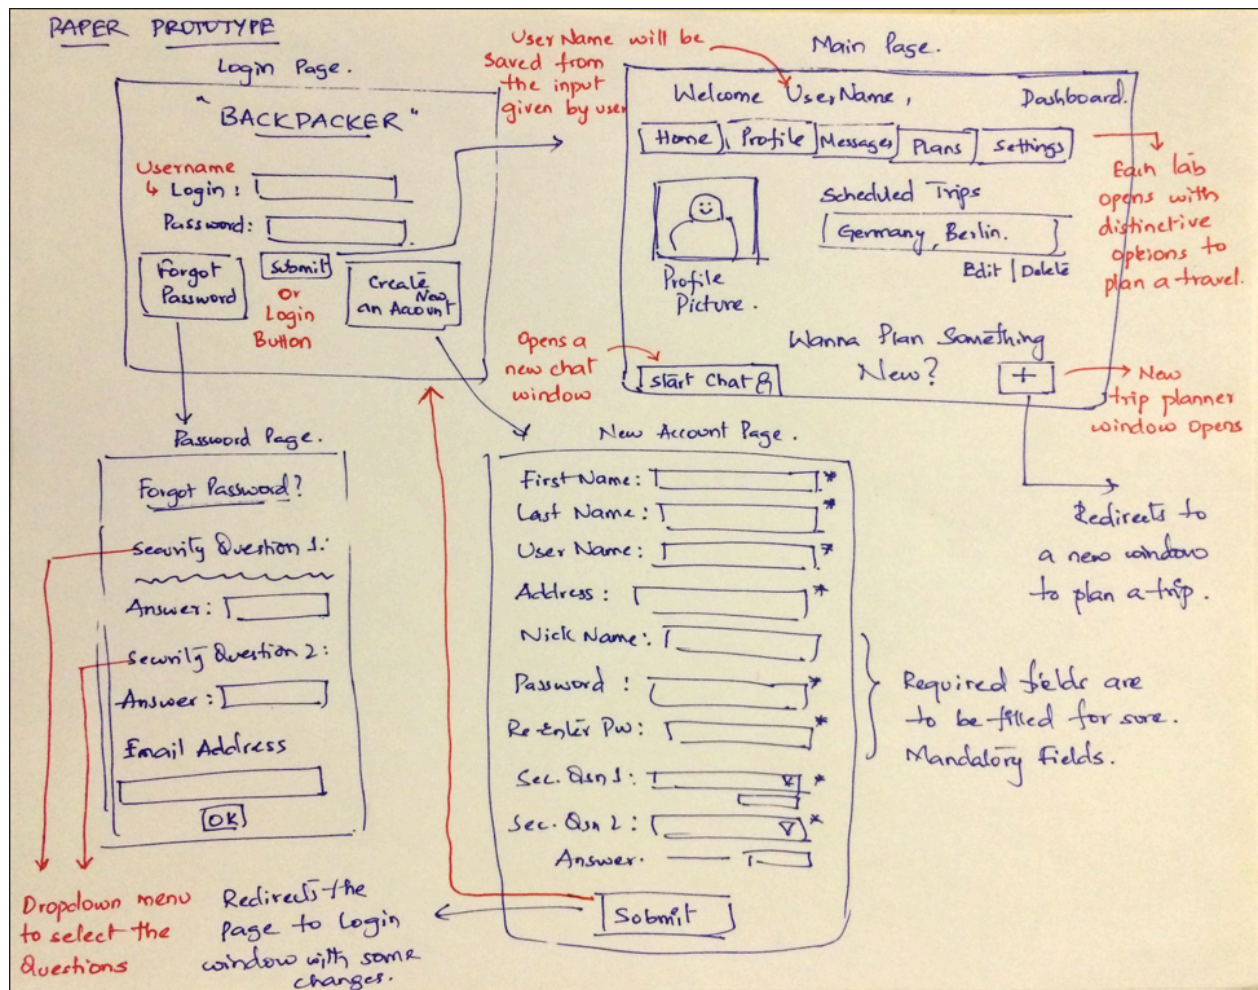 PAPER PROTOTYPE
Login Page.
"BACKPACKER"
Username
Login :
Password:
Submit
Or
Login
Button
Forgot
Password
Create
New
an Account
User Name will be
saved from
the input
given by user
Main Page.
Welcome UserName,
Dashboard.
Home
Profile
Messages
Plans
Settings
Each tab
opens with
distinctive
options to
plan a travel.
Profile
Picture.
Scheduled Trips
Germany, Berlin.
Edit | Delete
Opens a
new chat
window
Start Chat
Wanna Plan Something
New?
+
New
trip planner
window opens
Redirects to
a new window
to plan a trip.
Password Page.
Forgot Password?
Security Question 1:
Answer:
Security Question 2:
Answer:
Email Address
OK
Dropdown menu
to select the
Questions
New Account Page.
First Name: *
Last Name: *
User Name: *
Address: *
Nick Name:
Password : *
Re-Enter Pw: *
Sec. Qsn 1: *
Sec. Qsn 2: *
Answer.
Submit
Required fields are
to be filled for sure.
Mandatory Fields.
Redirects the
page to Login
window with some
changes.